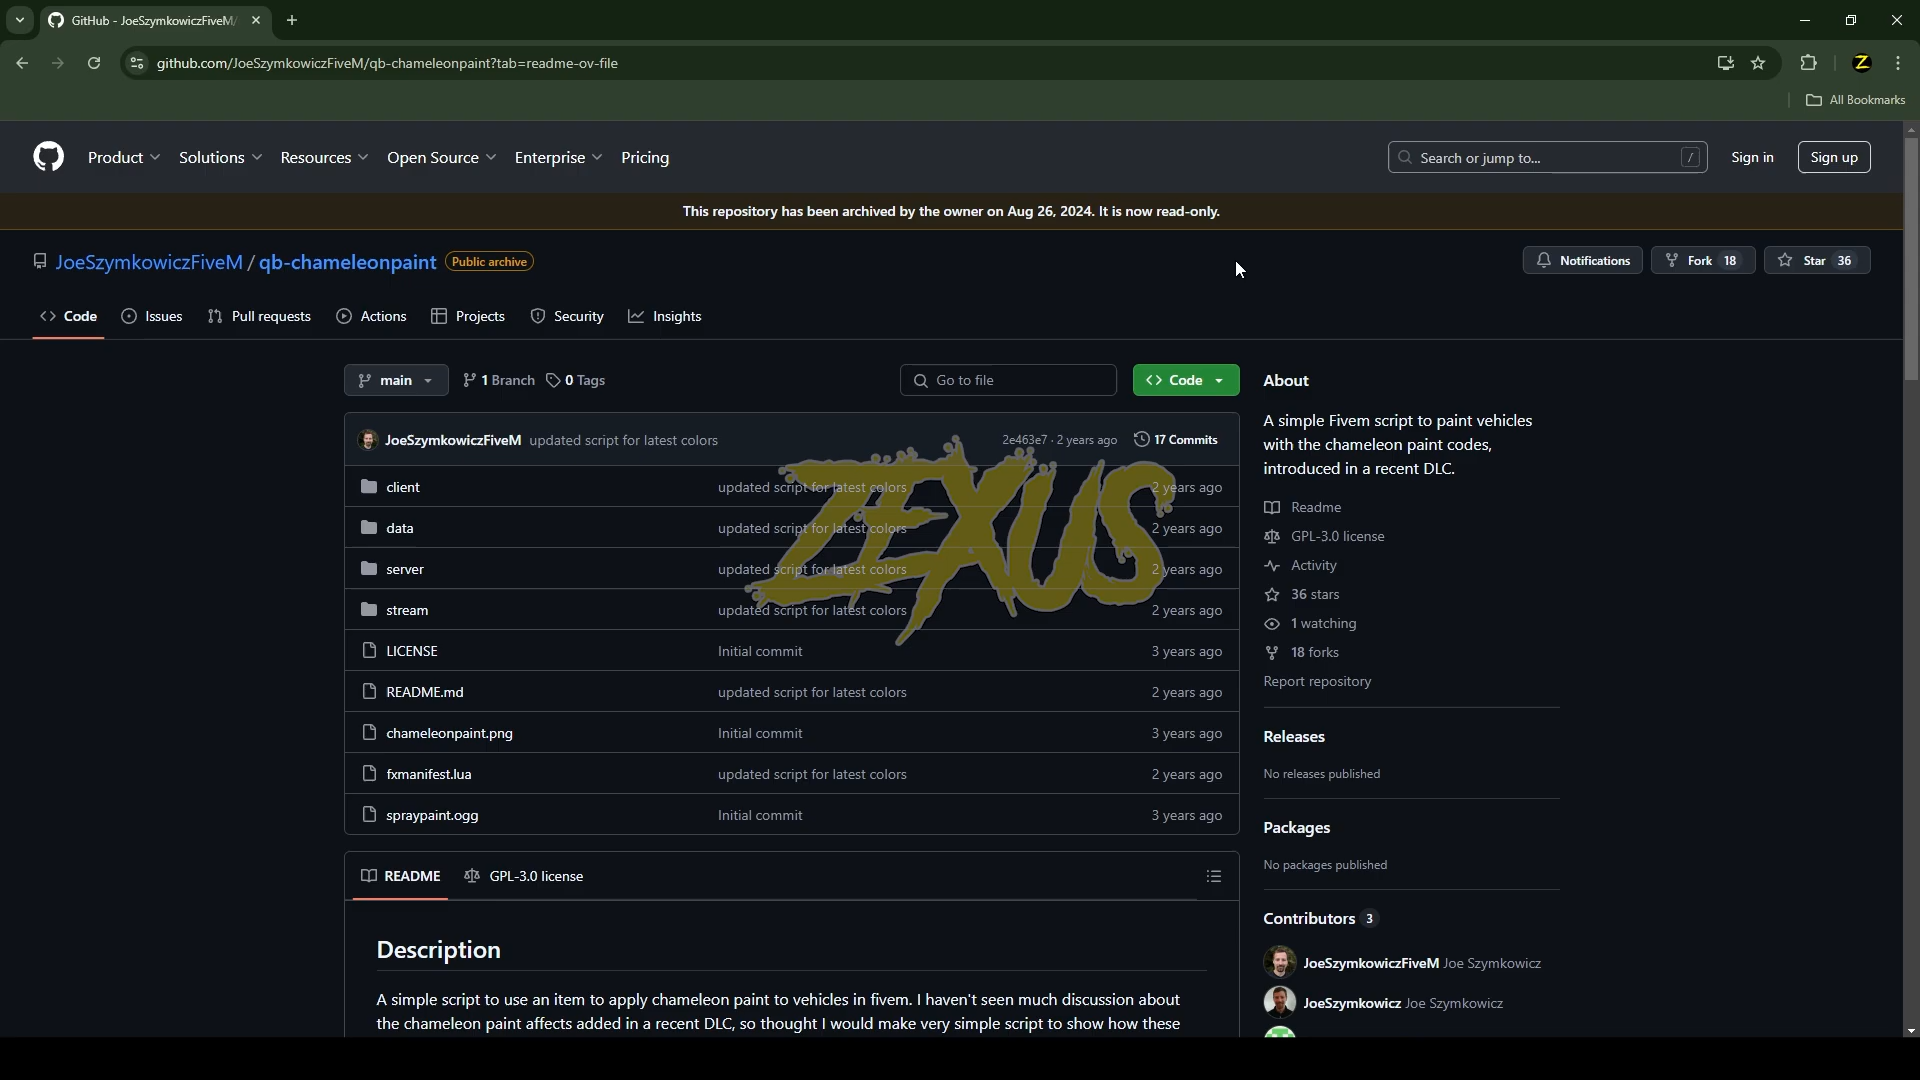 GitHub - JoeSzymkowiczFiveM/
github.com/JoeSzymkowiczFiveM/qb-chameleonpaint?tab=readme-ov-file
Z
All Bookmarks
Product
Solutions
Resources
Open Source
Enterprise
Pricing
Search or jump to...
/
Sign in
Sign up
This repository has been archived by the owner on Aug 26, 2024. It is now read-only.
JoeSzymkowiczFiveM / qb-chameleonpaint Public archive
Notifications
Fork 18
Star 36
Code
Issues
Pull requests
Actions
Projects
Security
Insights
main
1 Branch
0 Tags
Go to file
Code
JoeSzymkowiczFiveM updated script for latest colors 2e463e7 · 2 years ago 17 Commits
client updated script for latest colors 2 years ago
data updated script for latest colors 2 years ago
server updated script for latest colors 2 years ago
stream updated script for latest colors 2 years ago
LICENSE Initial commit 3 years ago
README.md updated script for latest colors 2 years ago
chameleonpaint.png Initial commit 3 years ago
fxmanifest.lua updated script for latest colors 2 years ago
spraypaint.ogg Initial commit 3 years ago
ZEXUS
README
GPL-3.0 license
Description
A simple script to use an item to apply chameleon paint to vehicles in fivem. I haven't seen much discussion about
the chameleon paint affects added in a recent DLC, so thought I would make very simple script to show how these
About
A simple Fivem script to paint vehicles
with the chameleon paint codes,
introduced in a recent DLC.
Readme
GPL-3.0 license
Activity
36 stars
1 watching
18 forks
Report repository
Releases
No releases published
Packages
No packages published
Contributors 3
JoeSzymkowiczFiveM Joe Szymkowicz
JoeSzymkowicz Joe Szymkowicz